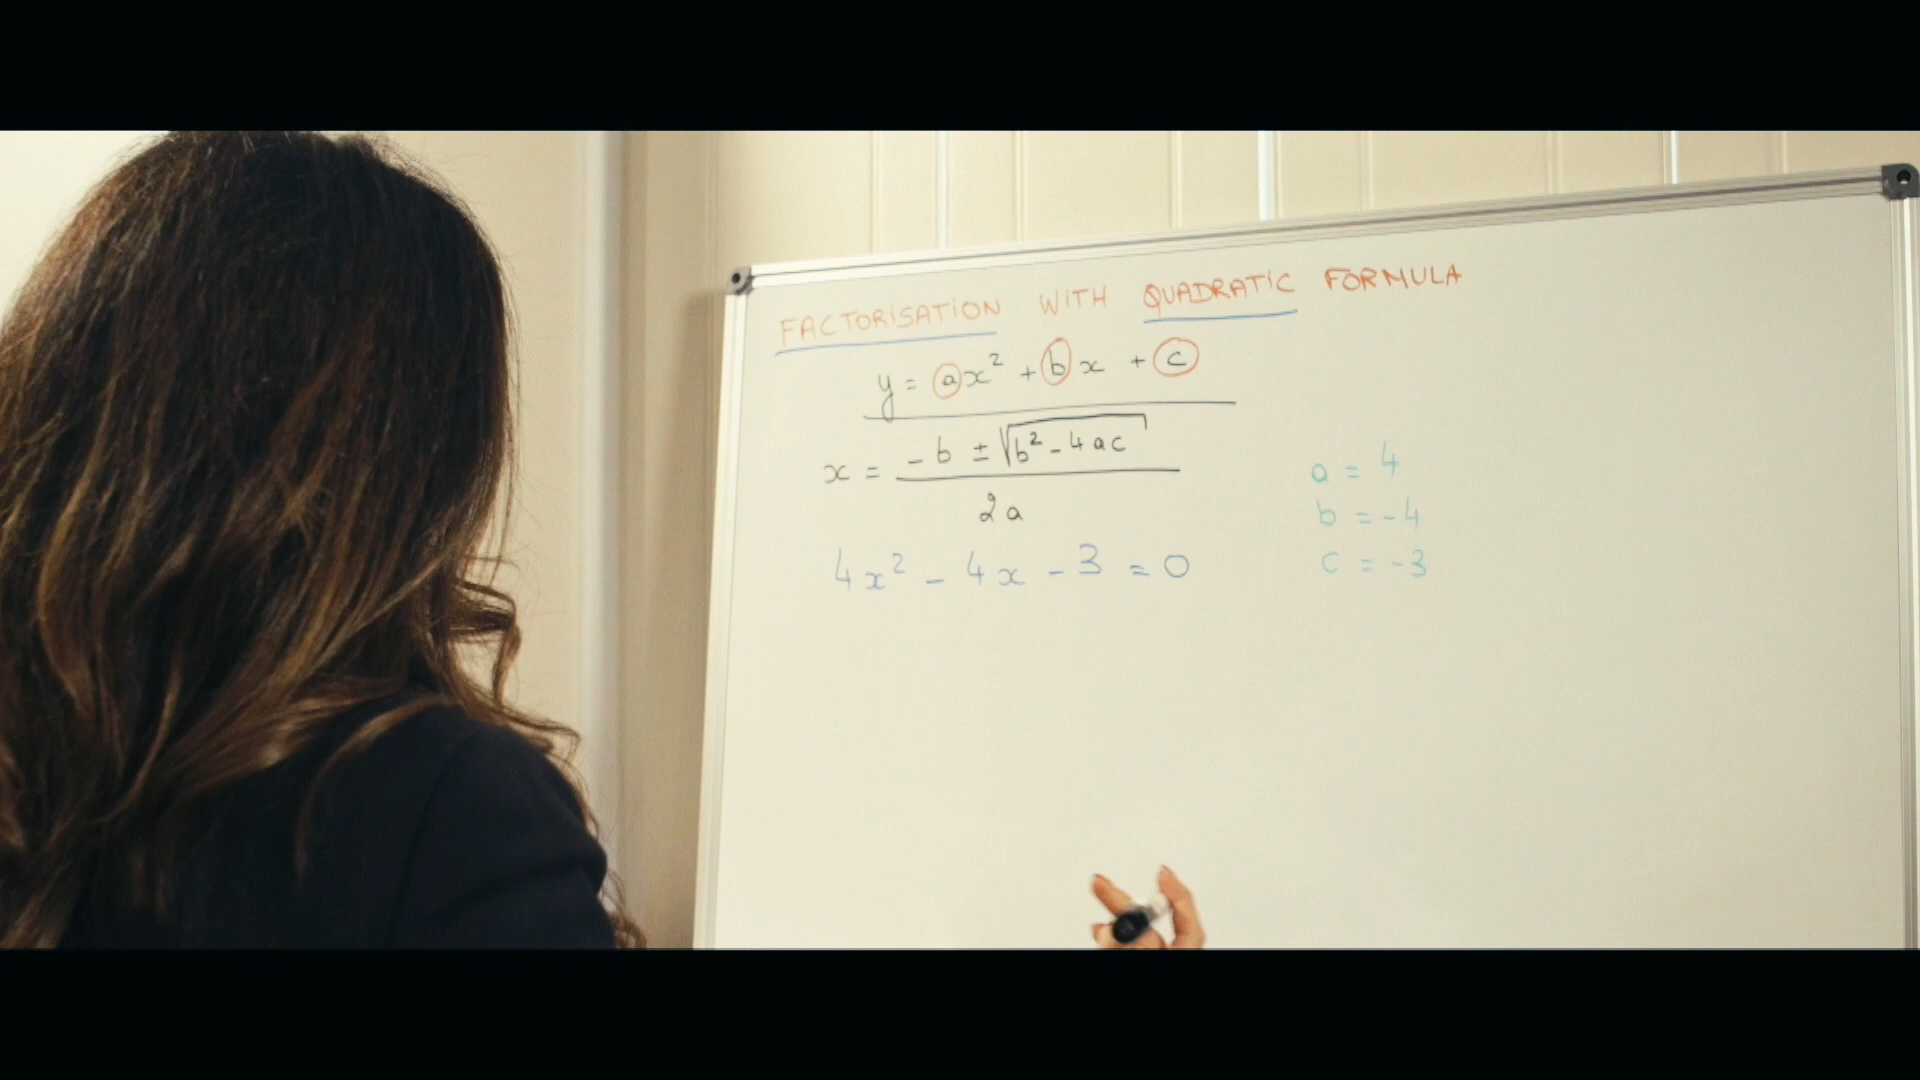 FACTORISATION WITH QUADRATIC FORMULA
y = ax² + bx + c
x = (-b ± √(b² - 4ac)) / 2a
a = 4
b = -4
c = -3
4x² - 4x - 3 = 0